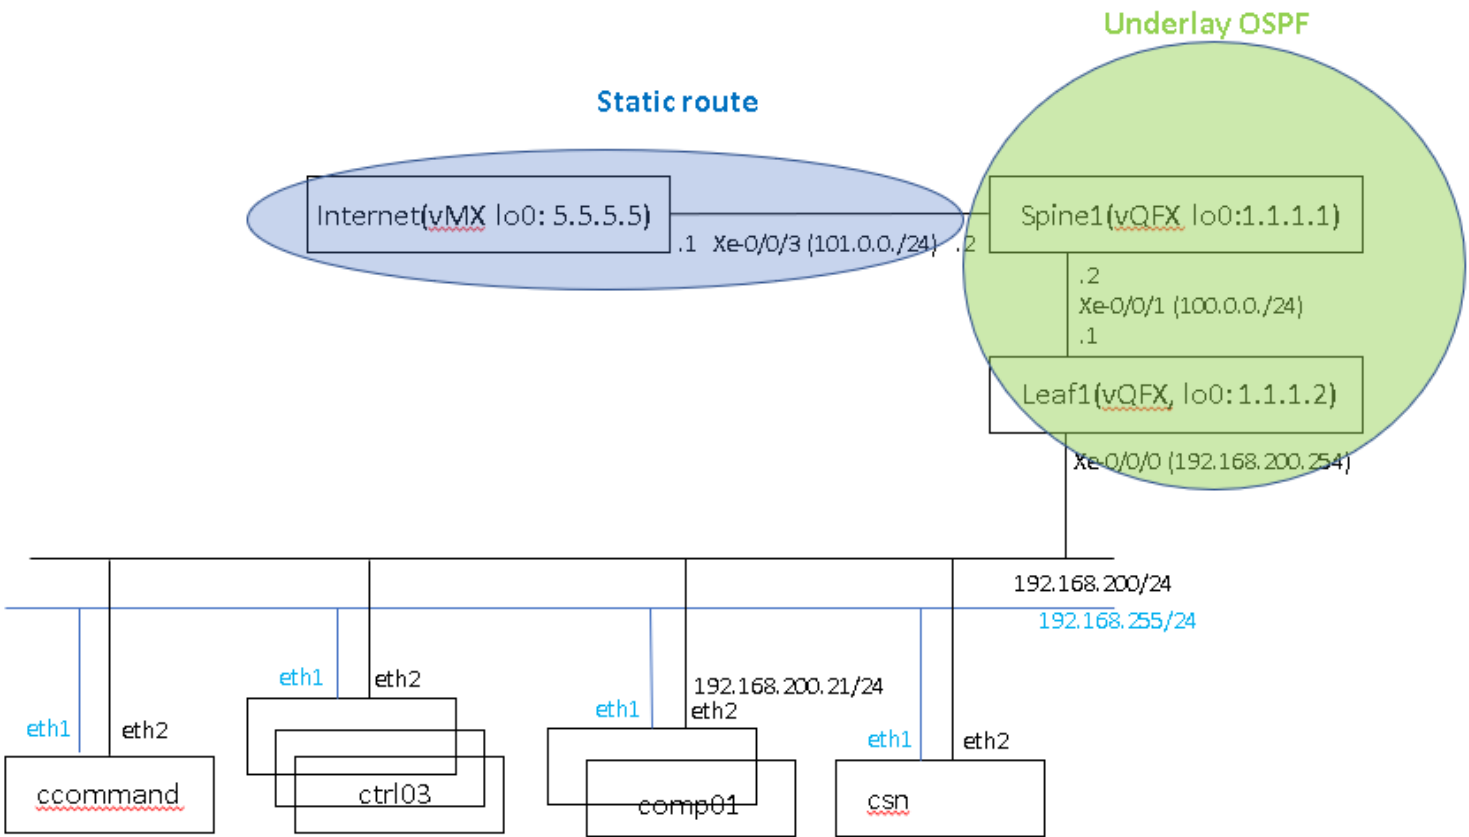 Underlay OSPF
Static route
Internet(vMX lo0: 5.5.5.5)
Spine1(vQFX lo0:1.1.1.1)
.1 Xe-0/0/3 (101.0.0./24) .2
.2
Xe-0/0/1 (100.0.0./24)
.1
Leaf1(vQFX, lo0:1.1.1.2)
Xe-0/0/0 (192.168.200.254)
192.168.200/24
192.168.255/24
eth1
eth2
192.168.200.21/24
eth1
eth2
eth1
eth2
eth1
eth2
ccommand
ctrl03
comp01
csn